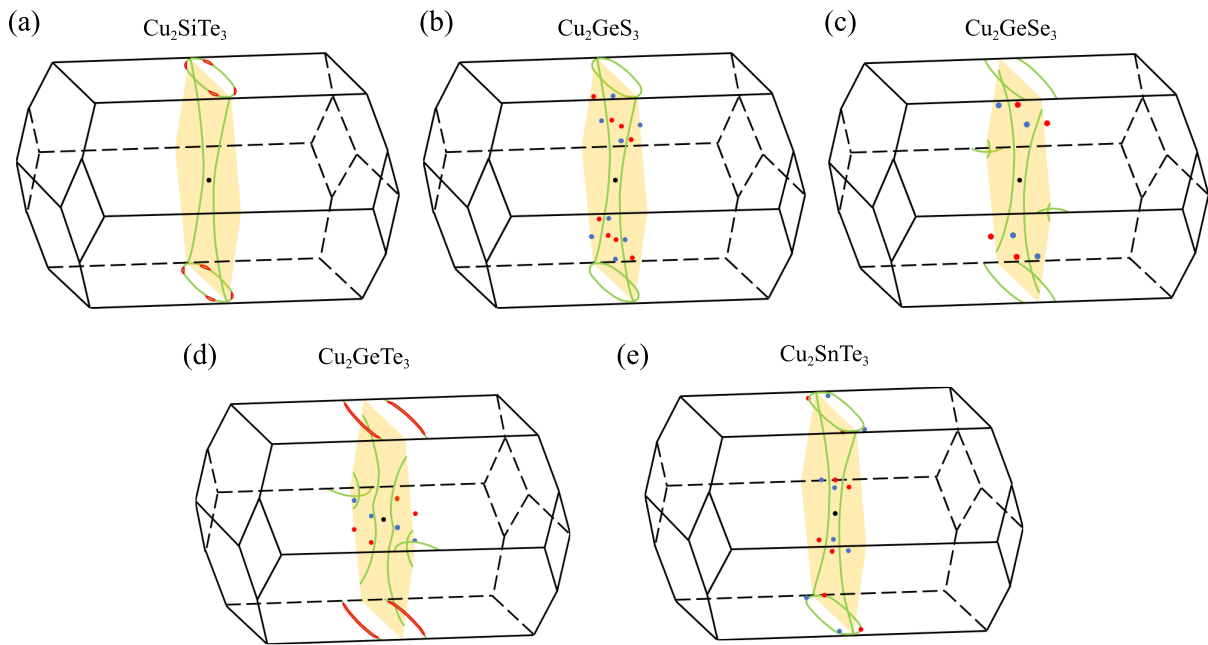 (a) Cu₂SiTe₃
(b) Cu₂GeS₃
(c) Cu₂GeSe₃
(d) Cu₂GeTe₃
(e) Cu₂SnTe₃